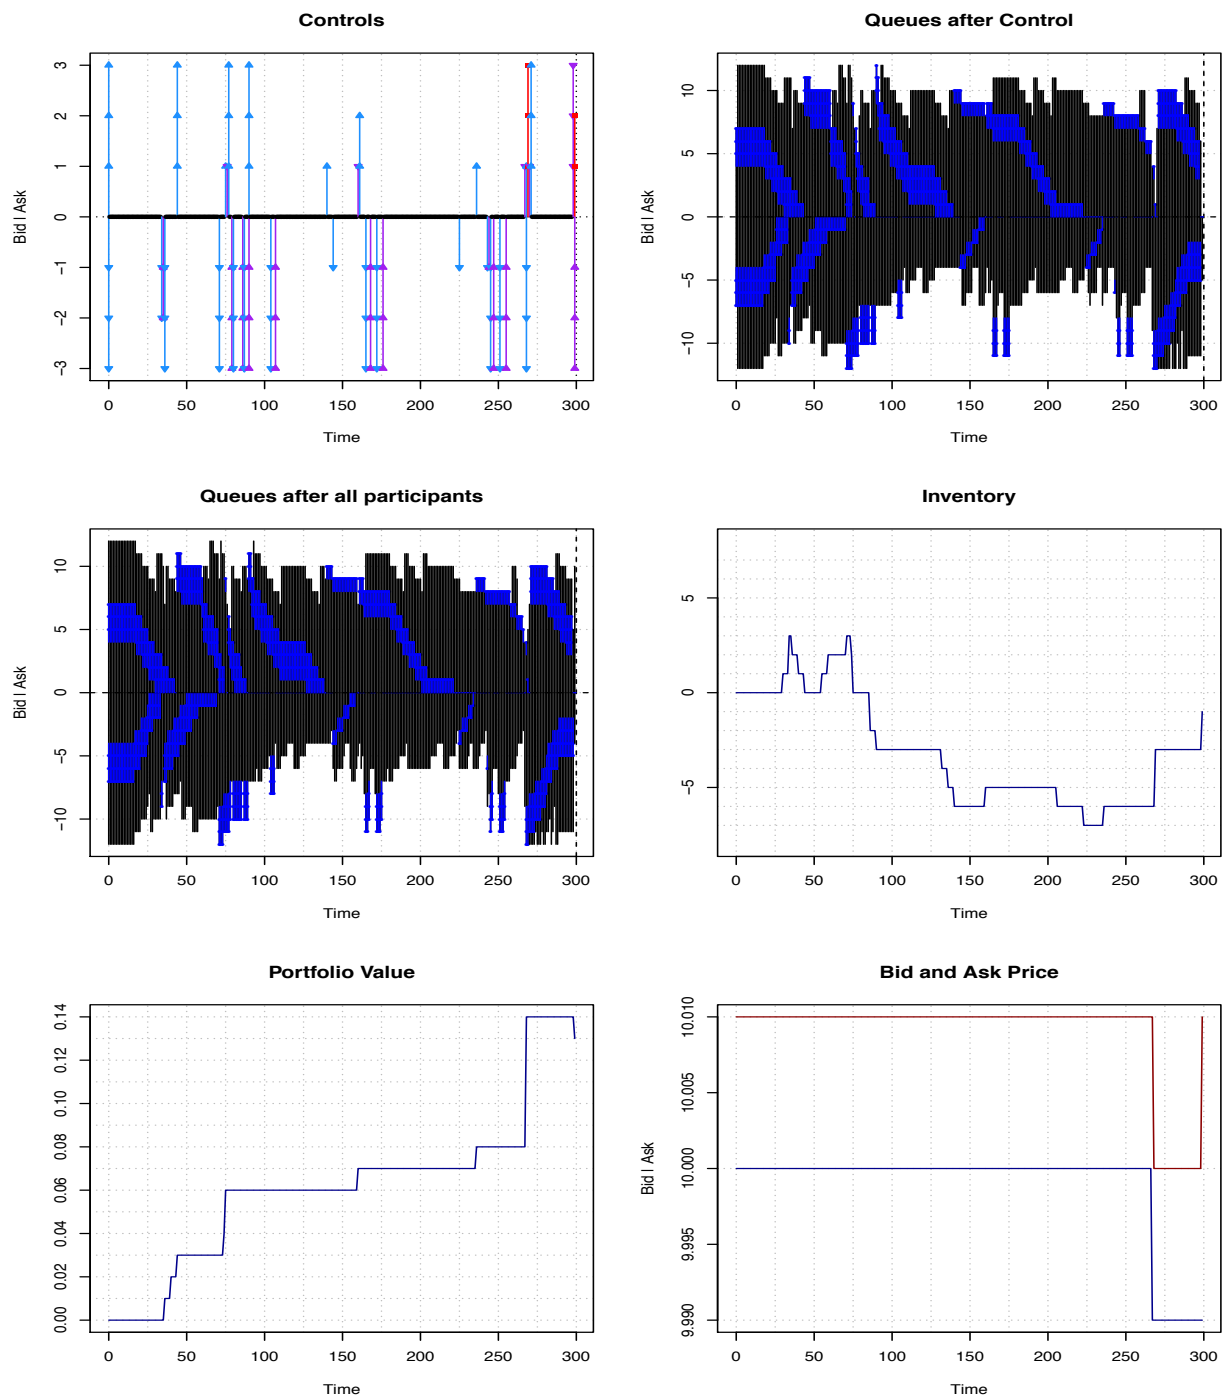 Controls
Bid | Ask
3
2
1
0
-1
-2
-3
0 50 100 150 200 250 300
Time
Queues after Control
Bid | Ask
10
5
0
−5
−10
0 50 100 150 200 250 300
Time
Queues after all participants
Bid | Ask
10
5
0
−5
−10
0 50 100 150 200 250 300
Time
Inventory
5
0
−5
0 50 100 150 200 250 300
Time
Portfolio Value
0.14
0.12
0.10
0.08
0.06
0.04
0.02
0.00
0 50 100 150 200 250 300
Time
Bid and Ask Price
Bid | Ask
10.010
10.005
10.000
9.995
9.990
0 50 100 150 200 250 300
Time